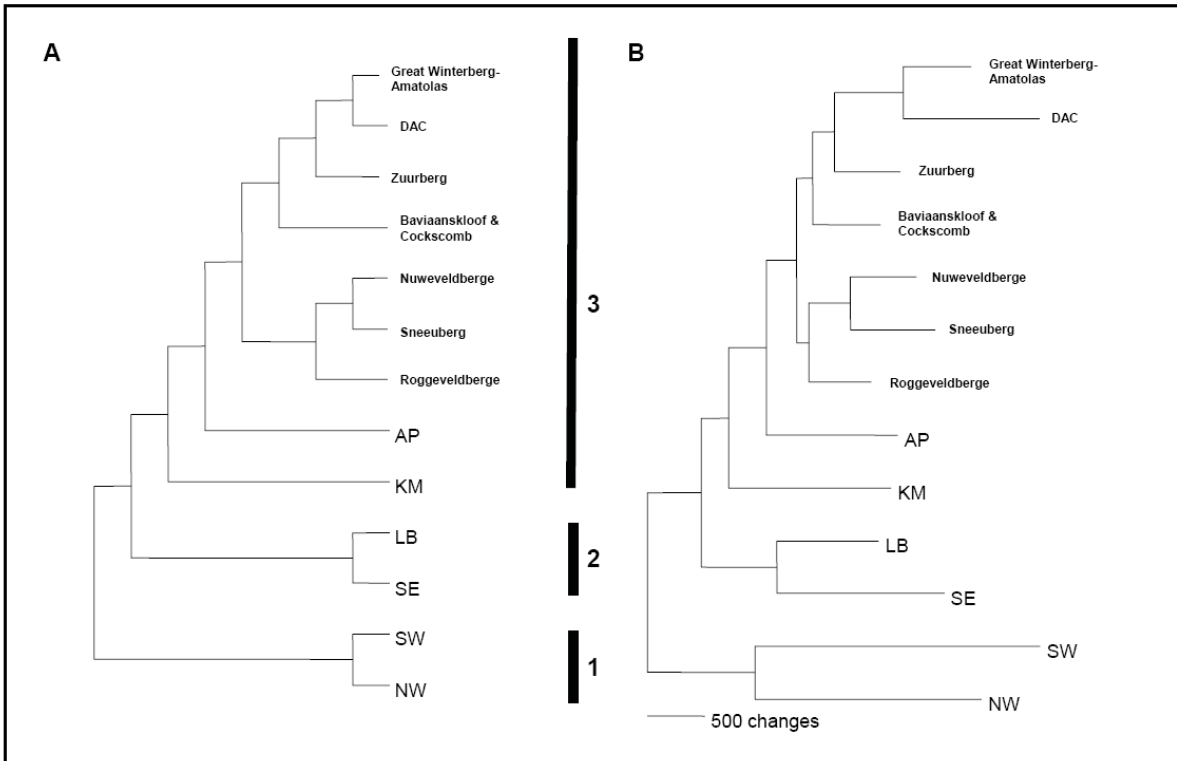 A
Great Winterberg-
Amatolas
DAC
Zuurberg
Baviaanskloof &
Cockscomb
Nuweveldberge
Sneeuberg
Roggeveldberge
AP
KM
LB
SE
SW
NW
3
2
1
B
Great Winterberg-
Amatolas
DAC
Zuurberg
Baviaanskloof &
Cockscomb
Nuweveldberge
Sneeuberg
Roggeveldberge
AP
KM
LB
SE
SW
NW
500 changes